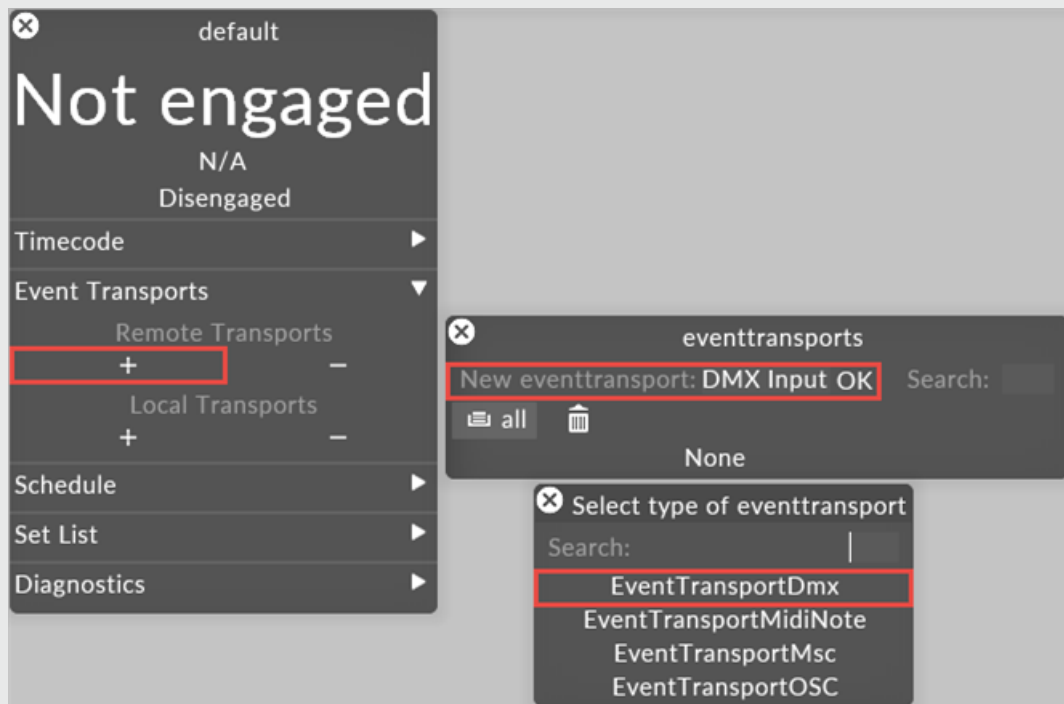 default
Not engaged
N/A
Disengaged
Timecode
Event Transports
Remote Transports
+ −
Local Transports
+ −
Schedule
Set List
Diagnostics
eventtransports
New eventtransport: DMX Input OK Search:
all
None
Select type of eventtransport
Search:
EventTransportDmx
EventTransportMidiNote
EventTransportMsc
EventTransportOSC